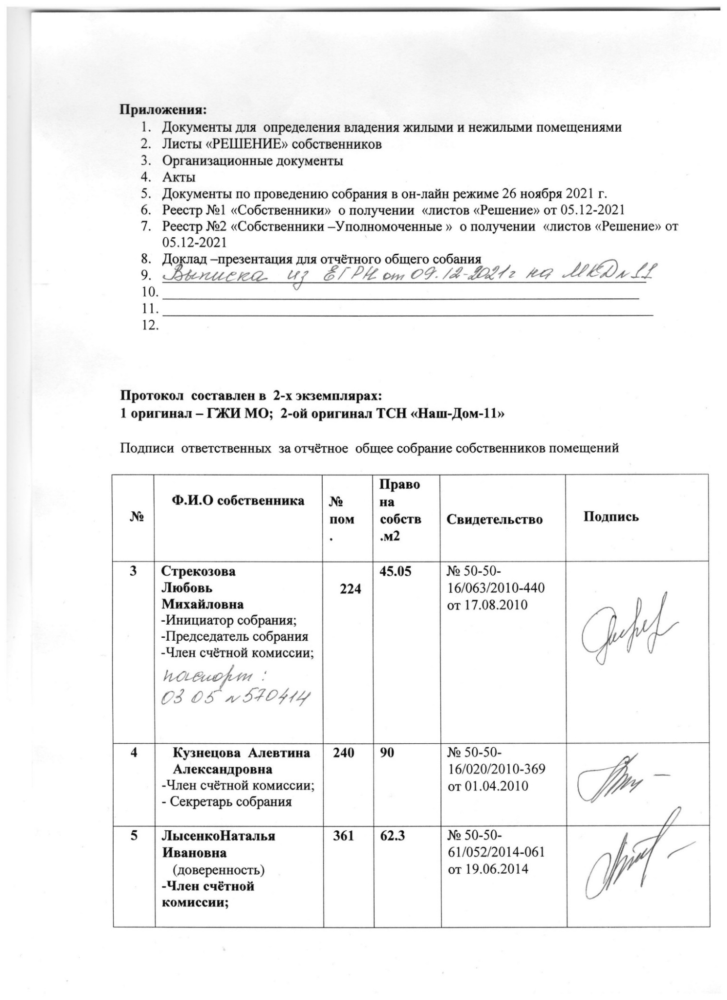 Приложения:
1. Документы для определения владения жилыми и нежилыми помещениями
2. Листы «РЕШЕНИЕ» собственников
3. Организационные документы
4. Акты
5. Документы по проведению собрания в он-лайн режиме 26 ноября 2021 г.
6. Реестр №1 «Собственники» о получении «листов «Решение» от 05.12-2021
7. Реестр №2 «Собственники –Уполномоченные » о получении «листов «Решение» от
05.12-2021
8. Доклад –презентация для отчётного общего собания
9. Выписка из ЕГРН от 09.12-2021г на МКД № 11
10.
11.
12.
Протокол составлен в 2-х экземплярах:
1 оригинал – ГЖИ МО; 2-ой оригинал ТСН «Наш-Дом-11»
Подписи ответственных за отчётное общее собрание собственников помещений
№
Ф.И.О собственника
№
пом
.
Право
на
собств
.м2
Свидетельство
Подпись
3
Стрекозова
Любовь
Михайловна
-Инициатор собрания;
-Председатель собрания
-Член счётной комиссии;
паспорт:
03 05 №570414
224
45.05
№ 50-50-
16/063/2010-440
от 17.08.2010
4
Кузнецова Алевтина
Александровна
-Член счётной комиссии;
- Секретарь собрания
240
90
№ 50-50-
16/020/2010-369
от 01.04.2010
5
ЛысенкоНаталья
Ивановна
(доверенность)
-Член счётной
комиссии;
361
62.3
№ 50-50-
61/052/2014-061
от 19.06.2014